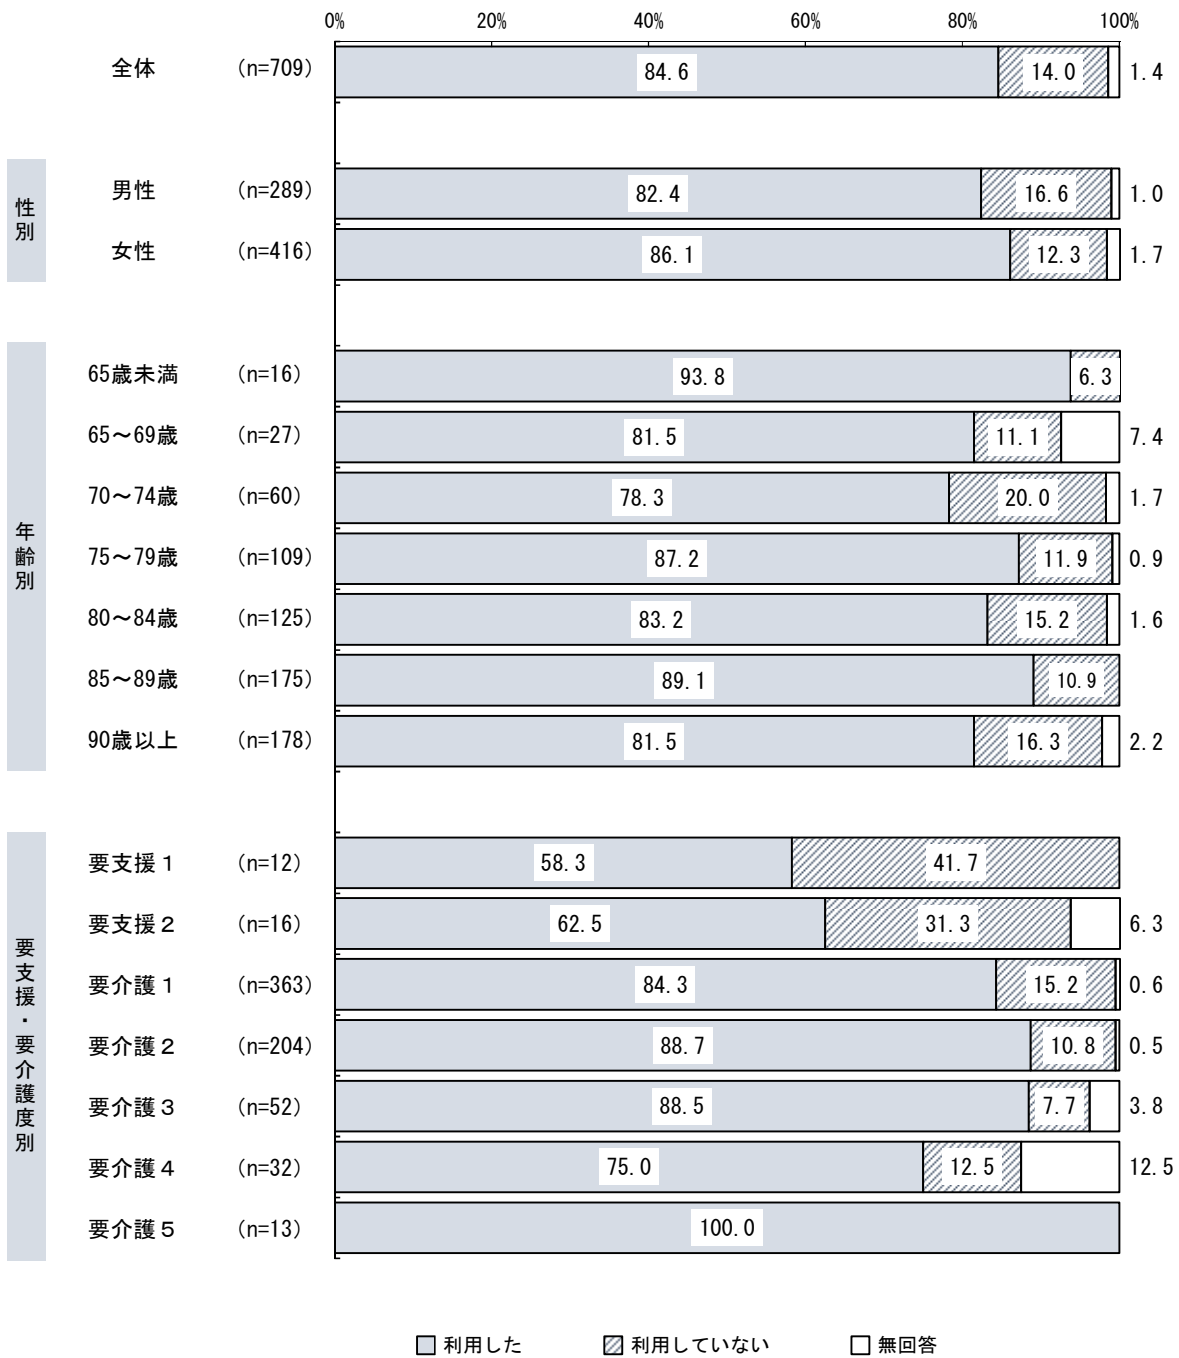 0% 20% 40% 60% 80% 100%
全体 (n=709) 84.6 14.0 1.4
性別
男性 (n=289) 82.4 16.6 1.0
女性 (n=416) 86.1 12.3 1.7
年齢別
65歳未満 (n=16) 93.8 6.3
65～69歳 (n=27) 81.5 11.1 7.4
70～74歳 (n=60) 78.3 20.0 1.7
75～79歳 (n=109) 87.2 11.9 0.9
80～84歳 (n=125) 83.2 15.2 1.6
85～89歳 (n=175) 89.1 10.9
90歳以上 (n=178) 81.5 16.3 2.2
要支援・要介護度別
要支援１ (n=12) 58.3 41.7
要支援２ (n=16) 62.5 31.3 6.3
要介護１ (n=363) 84.3 15.2 0.6
要介護２ (n=204) 88.7 10.8 0.5
要介護３ (n=52) 88.5 7.7 3.8
要介護４ (n=32) 75.0 12.5 12.5
要介護５ (n=13) 100.0
利用した 利用していない 無回答